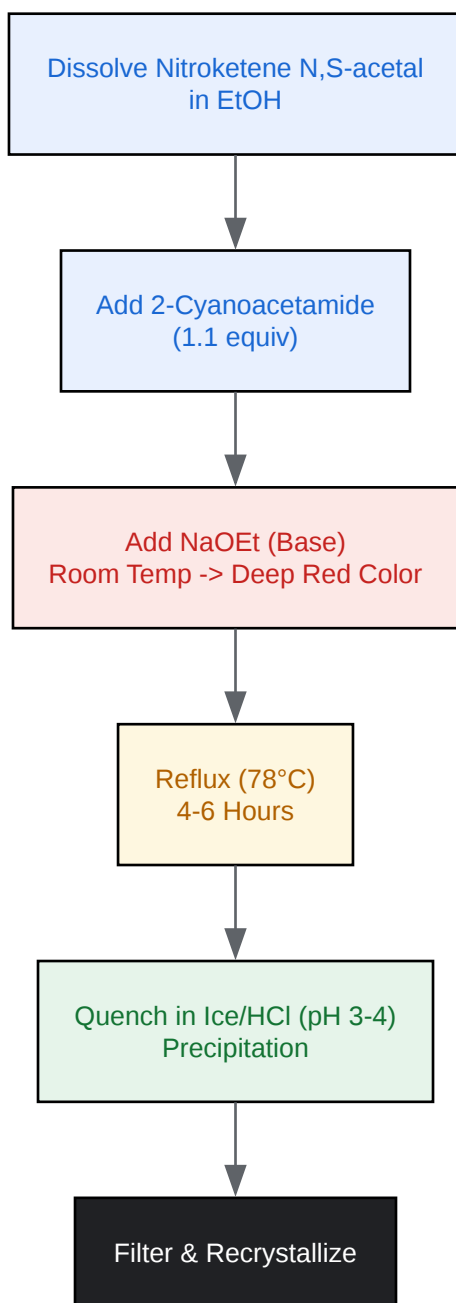 Dissolve Nitroketene N,S-acetal
in EtOH
Add 2-Cyanoacetamide
(1.1 equiv)
Add NaOEt (Base)
Room Temp -> Deep Red Color
Reflux (78°C)
4-6 Hours
Quench in Ice/HCl (pH 3-4)
Precipitation
Filter & Recrystallize